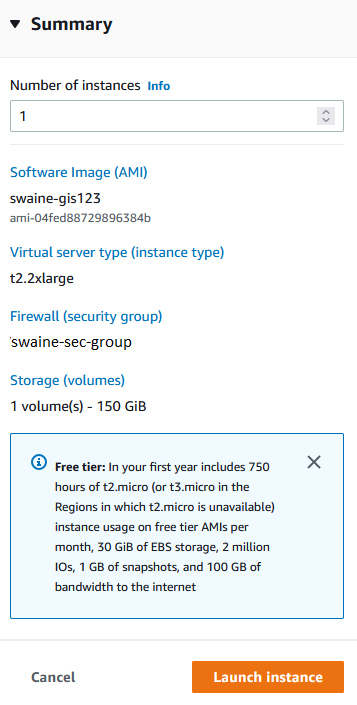 Summary
Number of instances Info
1
Software Image (AMI)
swaine-gis123
ami-04fed88729896384b
Virtual server type (instance type)
t2.2xlarge
Firewall (security group)
swaine-sec-group
Storage (volumes)
1 volume(s) - 150 GiB
Free tier: In your first year includes 750
hours of t2.micro (or t3.micro in the
Regions in which t2.micro is unavailable)
instance usage on free tier AMIs per
month, 30 GiB of EBS storage, 2 million
IOs, 1 GB of snapshots, and 100 GB of
bandwidth to the internet
Cancel Launch instance